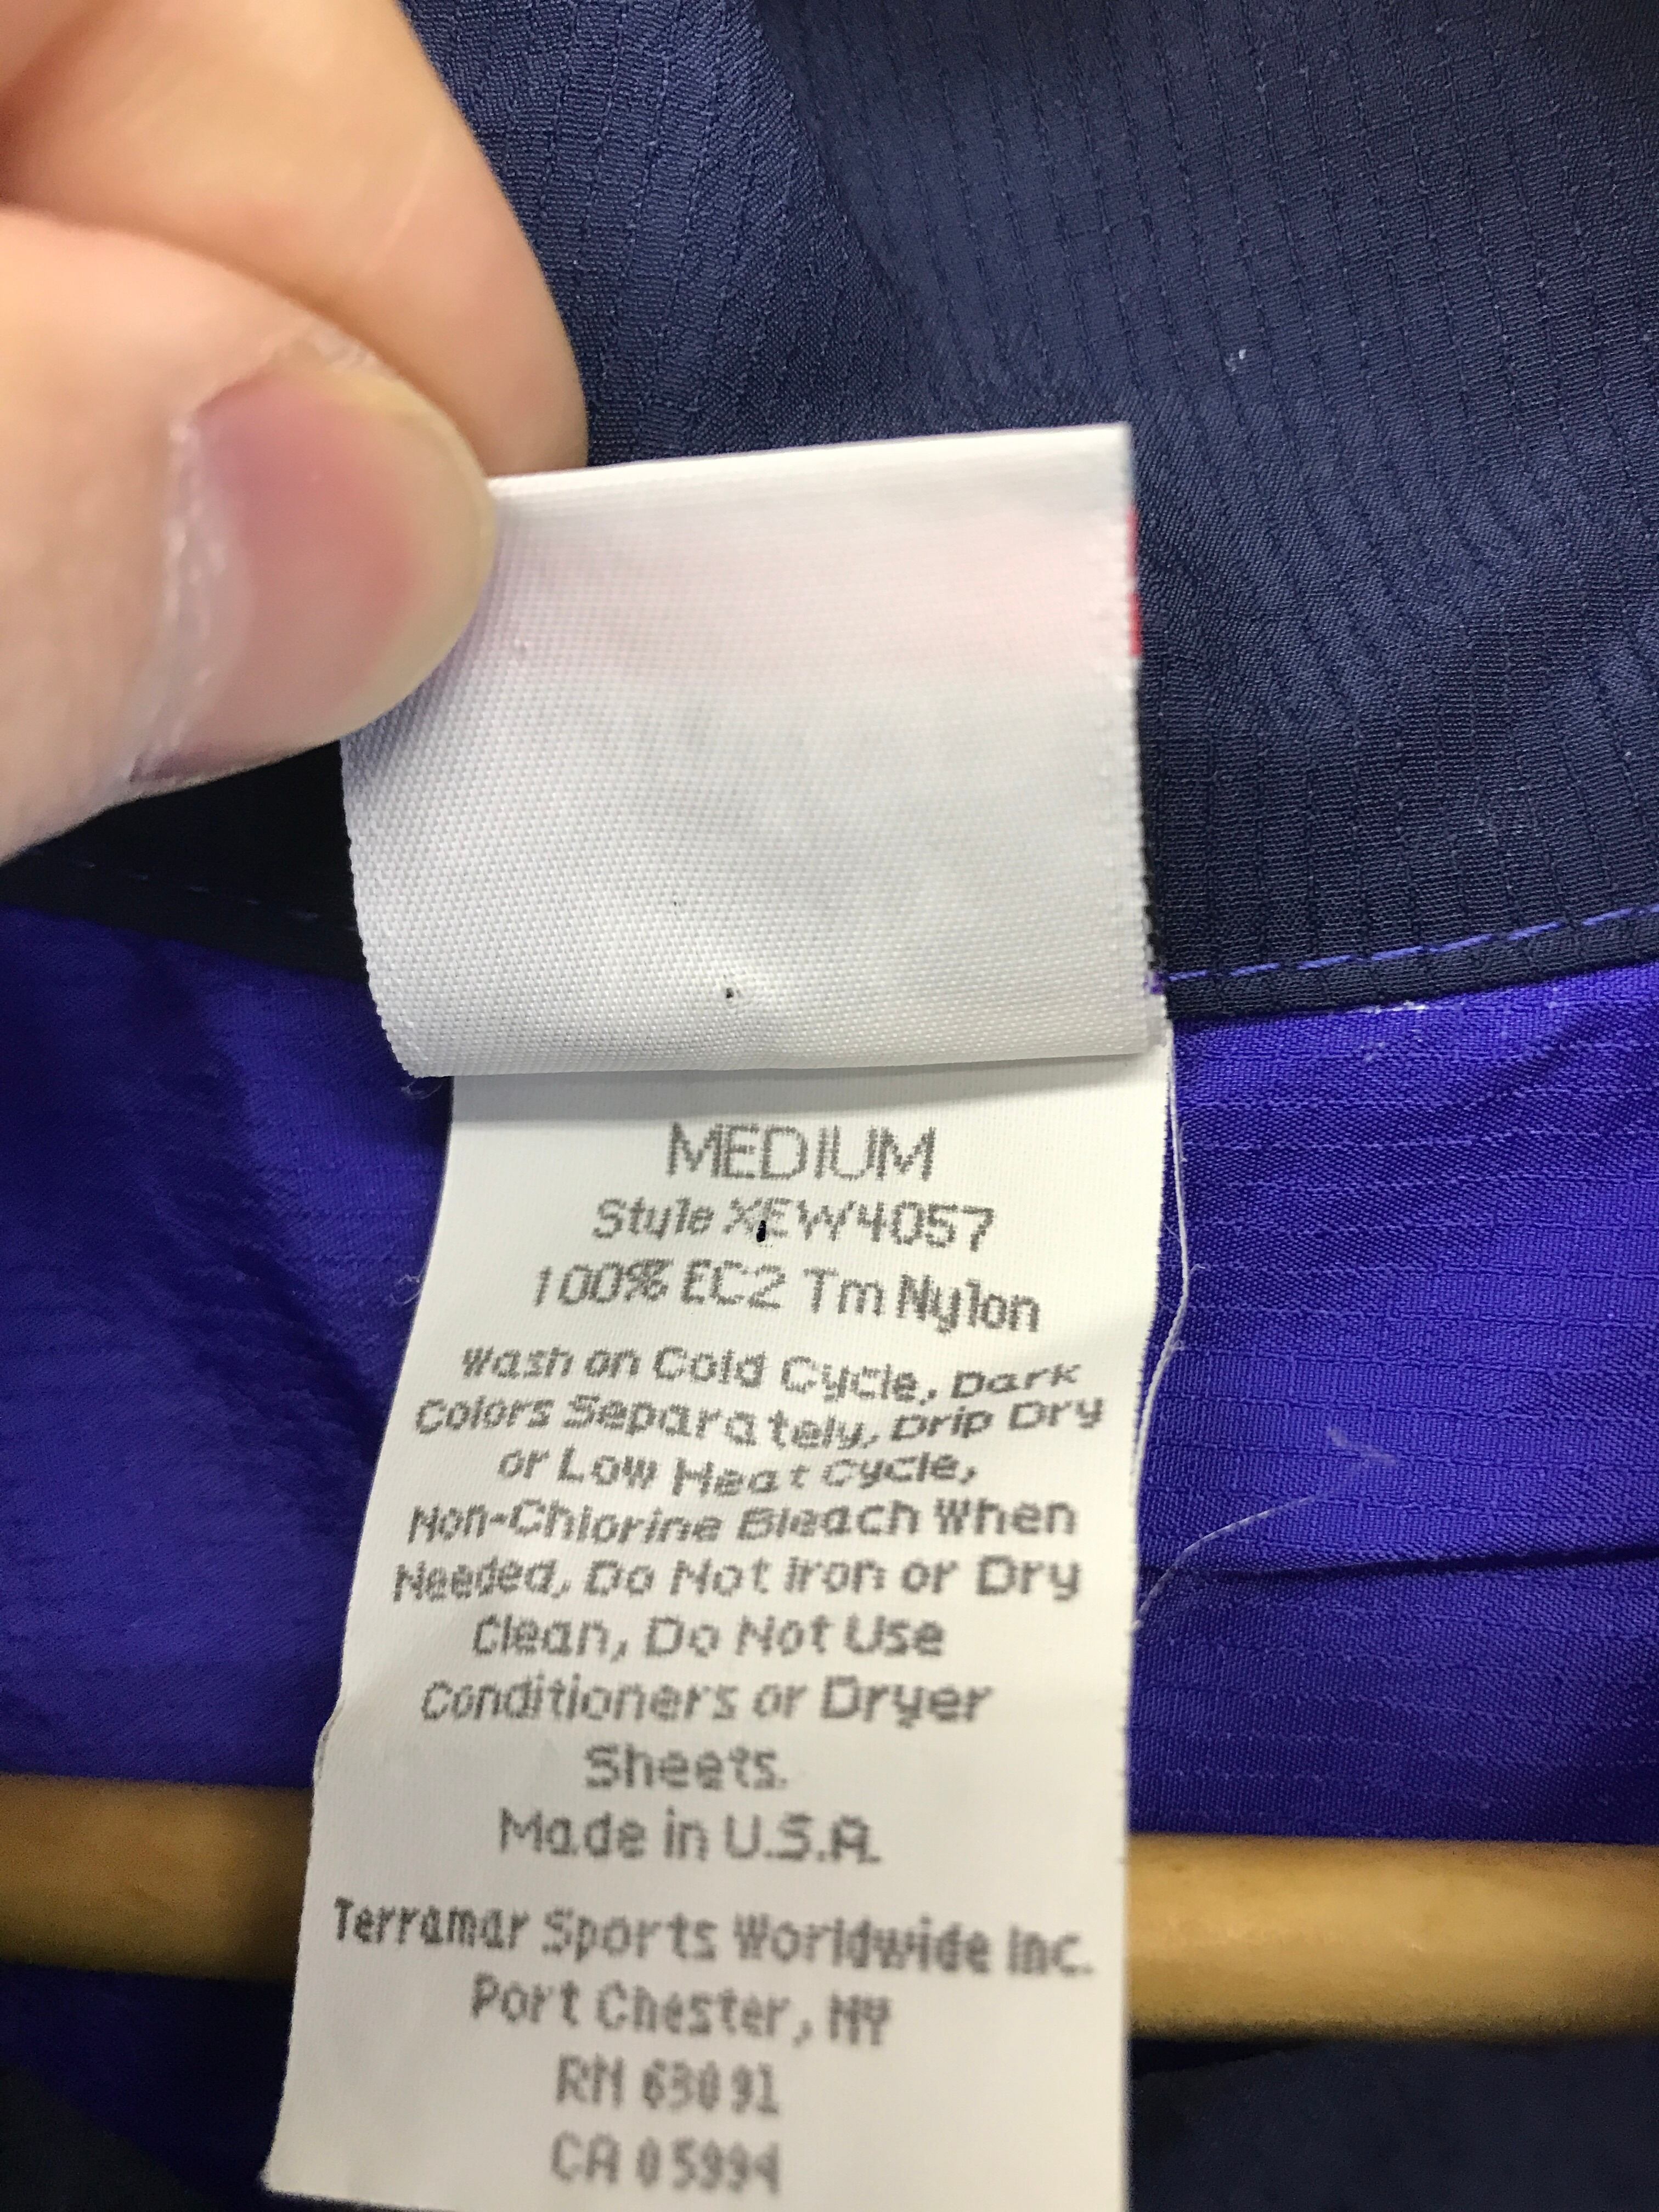 MEDIUM
Style XEW4057
100% EC2 Tm Nylon
Wash on Cold Cycle, Dark
Colors Separately, Drip Dry
or Low Heat Cycle,
Non-Chlorine Bleach When
Needed, Do Not Iron or Dry
Clean, Do Not Use
Conditioners or Dryer
Sheets.
Made in U.S.A.
Terramar Sports Worldwide Inc.
Port Chester, NY
RN 63091
CA 05994